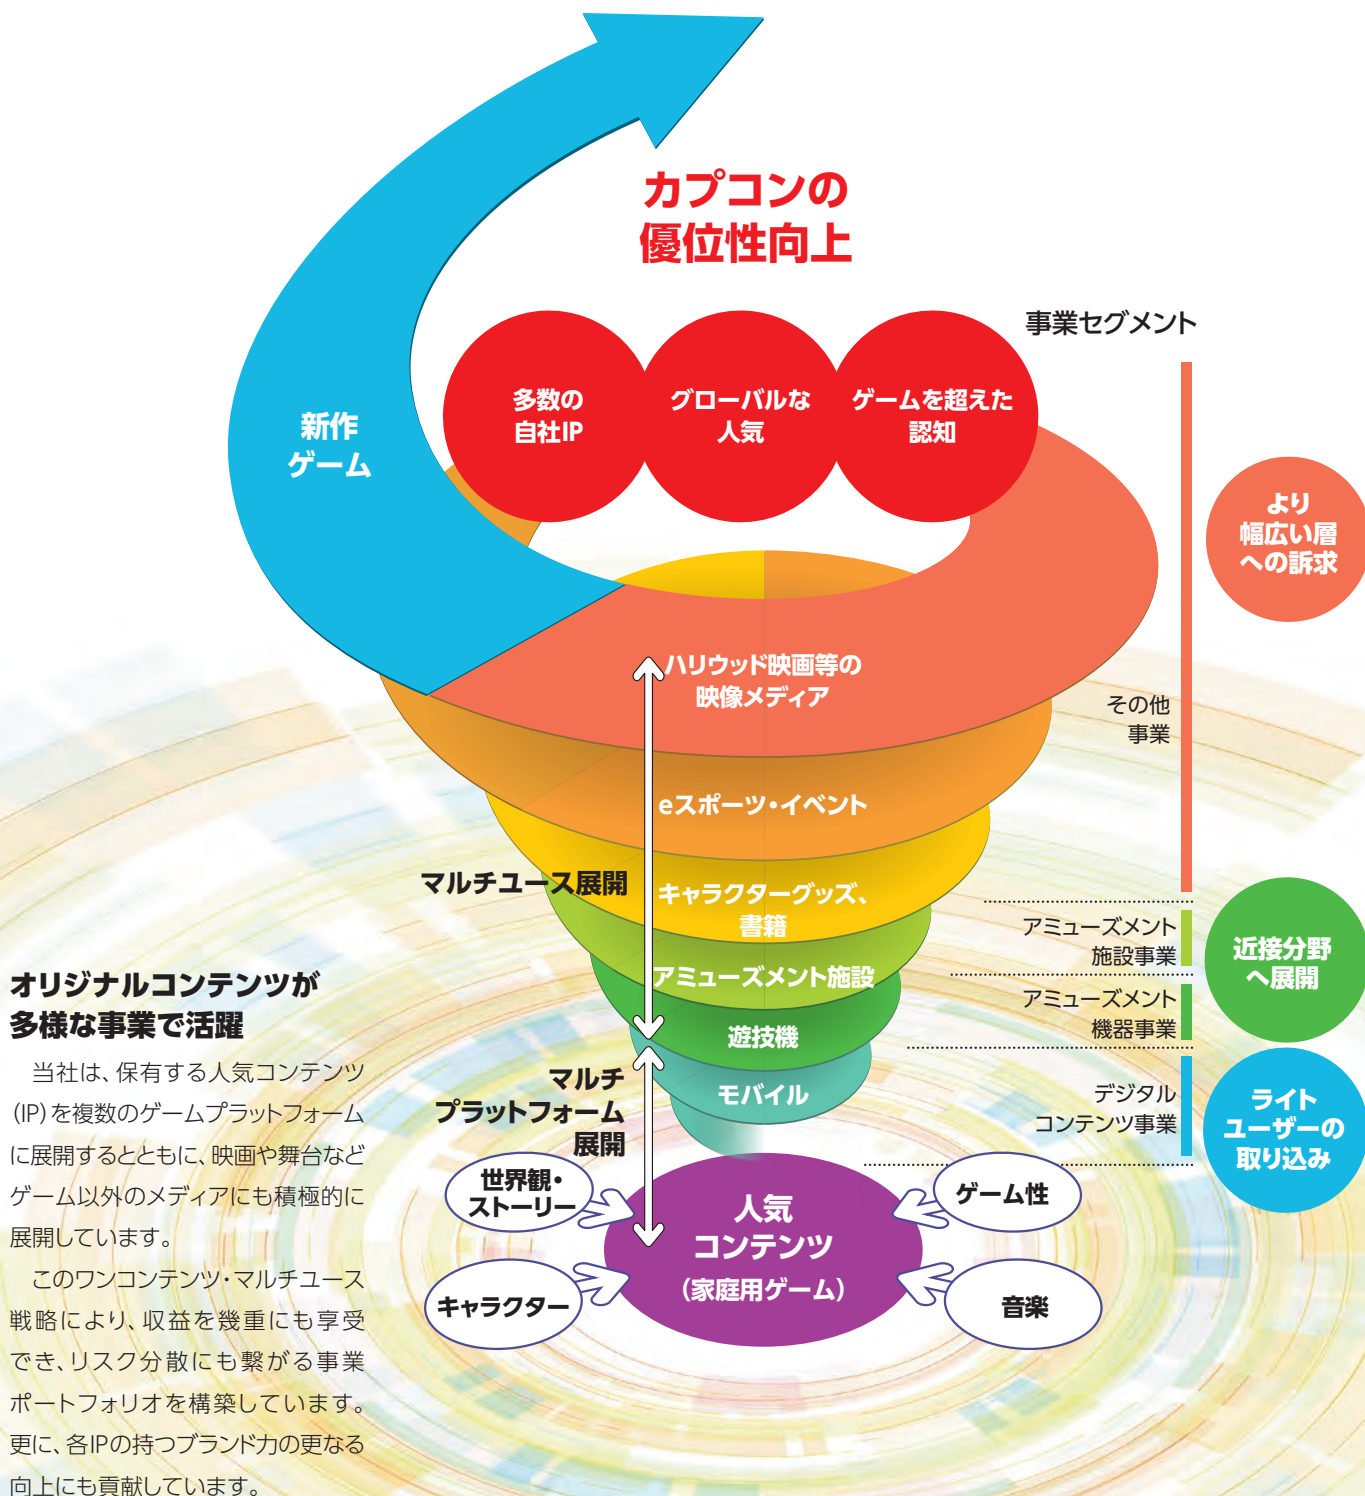 カプコンの
優位性向上
事業セグメント
多数の
自社IP
グローバルな
人気
ゲームを超えた
認知
新作
ゲーム
より
幅広い層
への訴求
ハリウッド映画等の
映像メディア
その他
事業
eスポーツ・イベント
マルチユース展開
キャラクターグッズ、
書籍
アミューズメント
施設事業
近接分野
へ展開
アミューズメント施設
アミューズメント
機器事業
遊技機
モバイル
マルチ
プラットフォーム
展開
デジタル
コンテンツ事業
ライト
ユーザーの
取り込み
世界観・
ストーリー
ゲーム性
人気
コンテンツ
(家庭用ゲーム)
キャラクター
音楽
オリジナルコンテンツが
多様な事業で活躍
　当社は、保有する人気コンテンツ
(IP)を複数のゲームプラットフォーム
に展開するとともに、映画や舞台など
ゲーム以外のメディアにも積極的に
展開しています。
　このワンコンテンツ・マルチユース
戦略により、収益を幾重にも享受
でき、リスク分散にも繋がる事業
ポートフォリオを構築しています。
更に、各IPの持つブランド力の更なる
向上にも貢献しています。